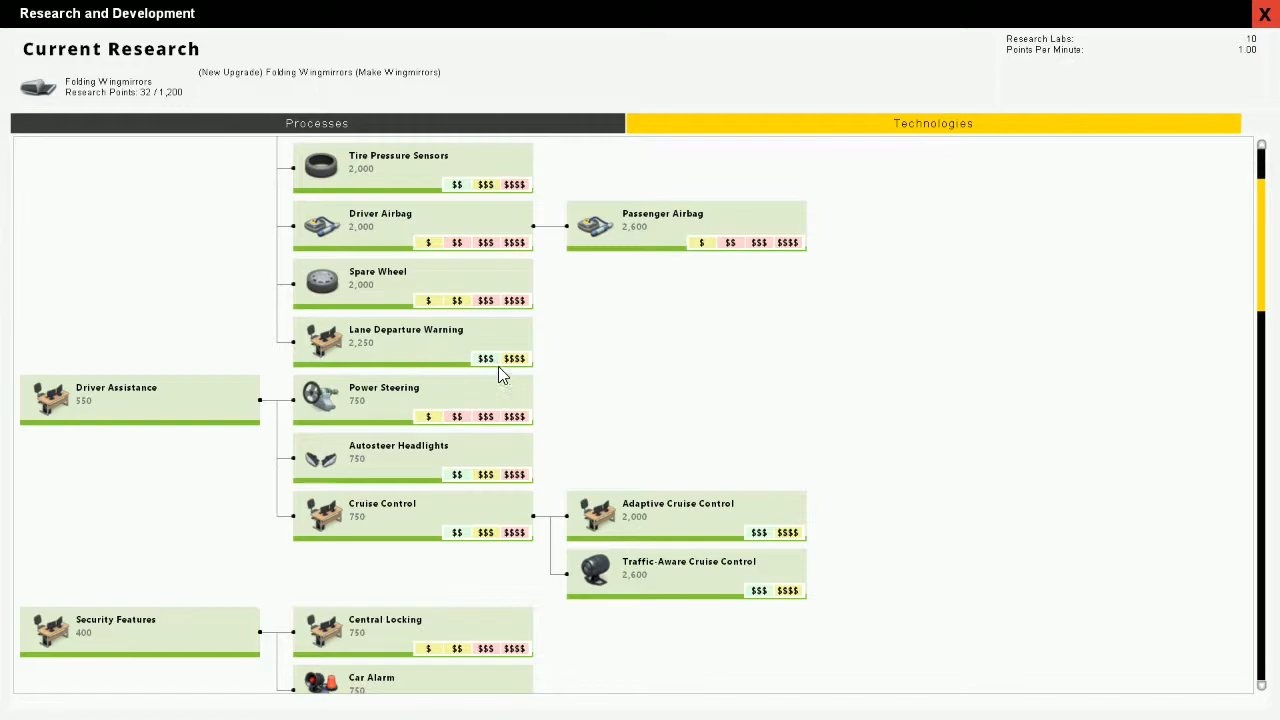 Research and Development
X
Current Research
Research Labs: 10
Points Per Minute: 1.00
(New Upgrade) Folding Wingmirrors (Make Wingmirrors)
Folding Wingmirrors
Research Points: 32 / 1,200
Processes
Technologies
Tire Pressure Sensors
2,000
$$ $$$ $$$$
Driver Airbag
2,000
$ $$ $$$ $$$$
Passenger Airbag
2,600
$ $$ $$$ $$$$
Spare Wheel
2,000
$ $$ $$$ $$$$
Lane Departure Warning
2,250
$$$ $$$$
Driver Assistance
550
Power Steering
750
$ $$ $$$ $$$$
Autosteer Headlights
750
$$ $$$ $$$$
Cruise Control
750
$$ $$$ $$$$
Adaptive Cruise Control
2,000
$$$ $$$$
Traffic-Aware Cruise Control
2,600
$$$ $$$$
Security Features
400
Central Locking
750
$ $$ $$$ $$$$
Car Alarm
750